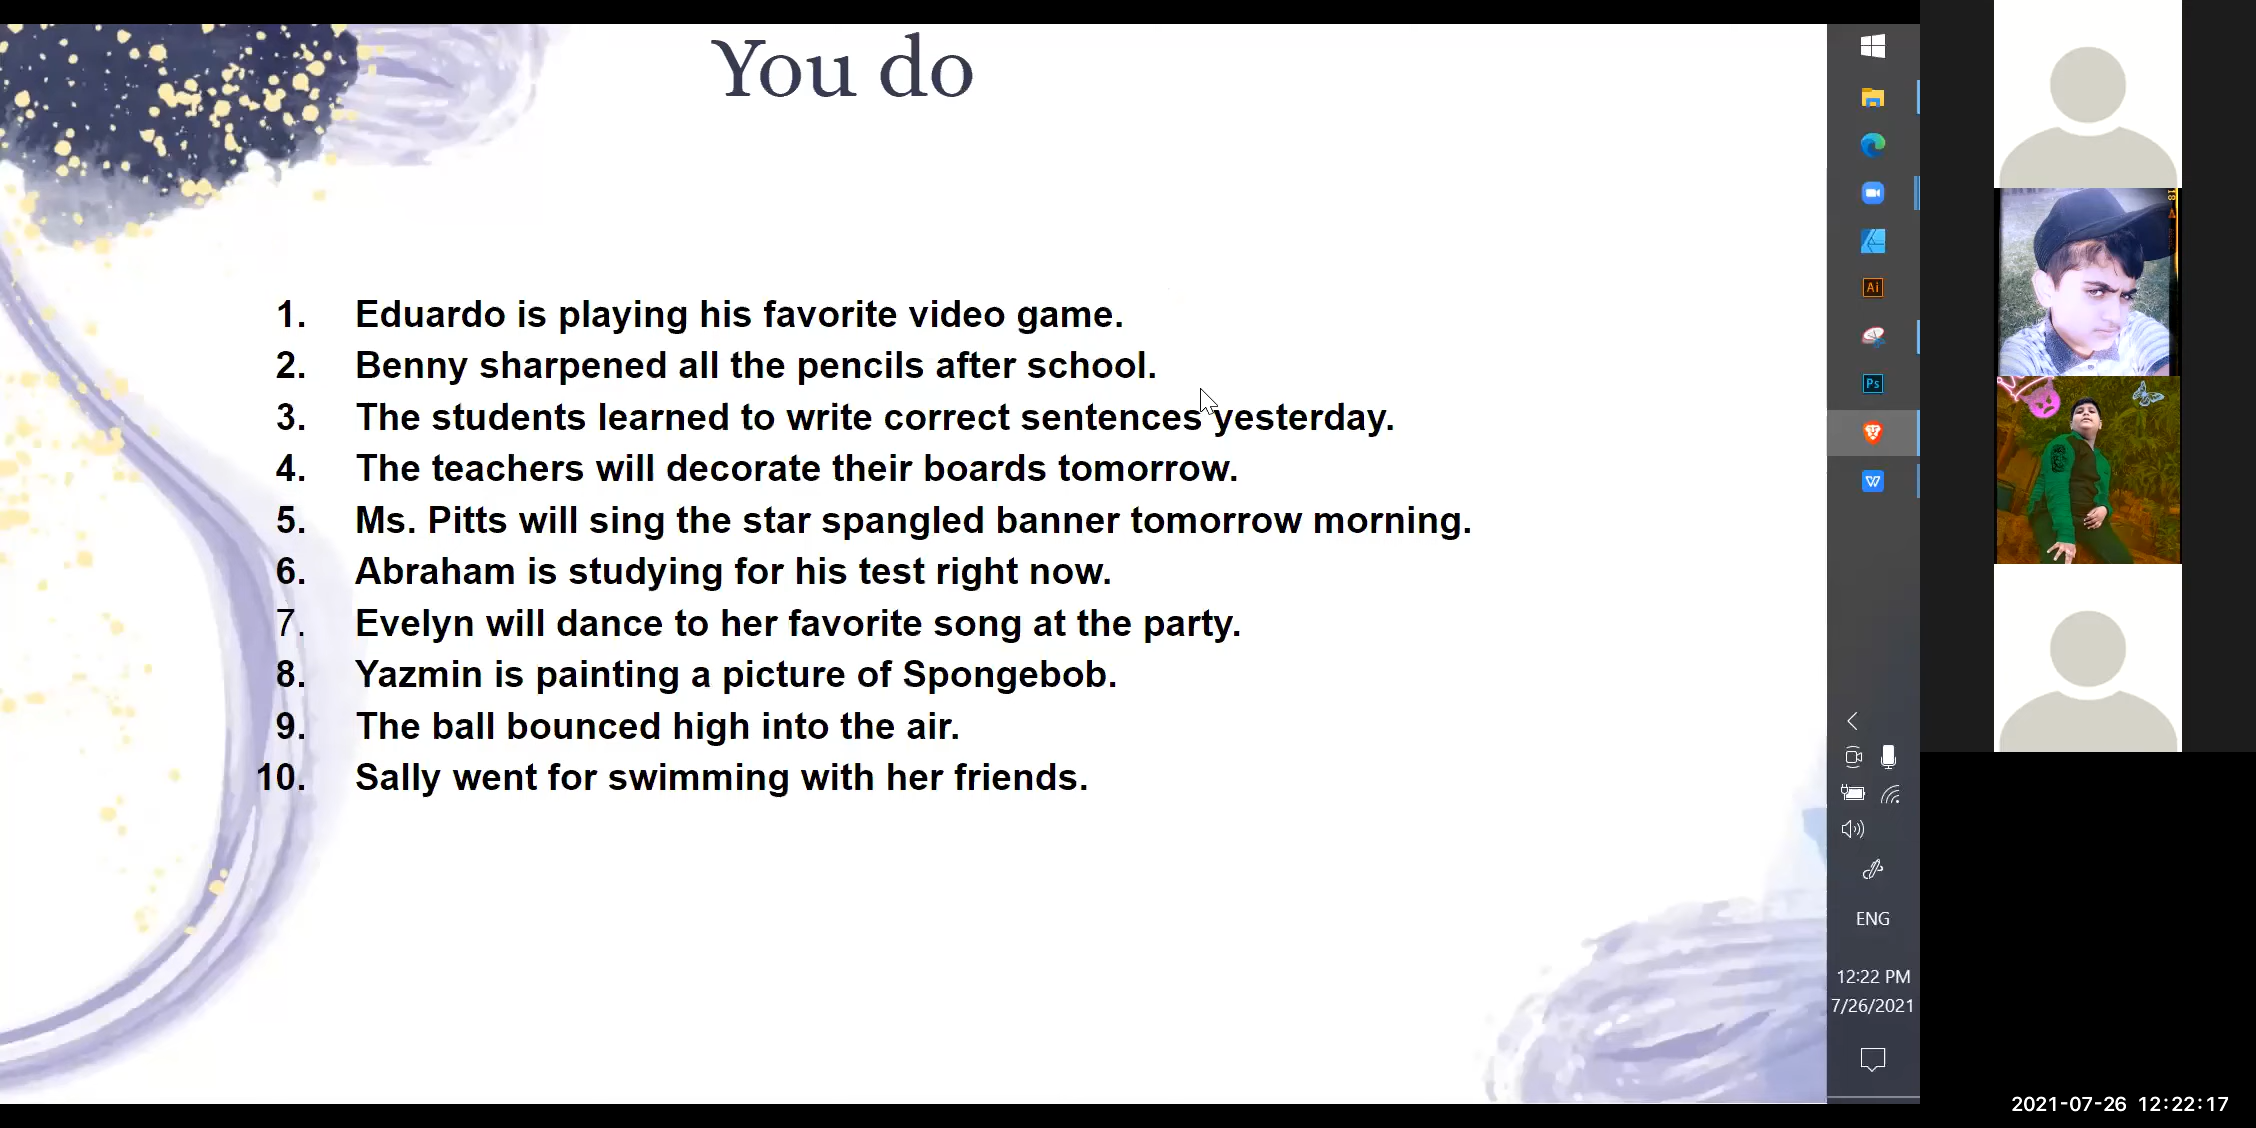 You do
1. Eduardo is playing his favorite video game.
2. Benny sharpened all the pencils after school.
3. The students learned to write correct sentences yesterday.
4. The teachers will decorate their boards tomorrow.
5. Ms. Pitts will sing the star spangled banner tomorrow morning.
6. Abraham is studying for his test right now.
7. Evelyn will dance to her favorite song at the party.
8. Yazmin is painting a picture of Spongebob.
9. The ball bounced high into the air.
10. Sally went for swimming with her friends.
Ai
Ps
W
ENG
12:22 PM
7/26/2021
18
2021-07-26 12:22:17